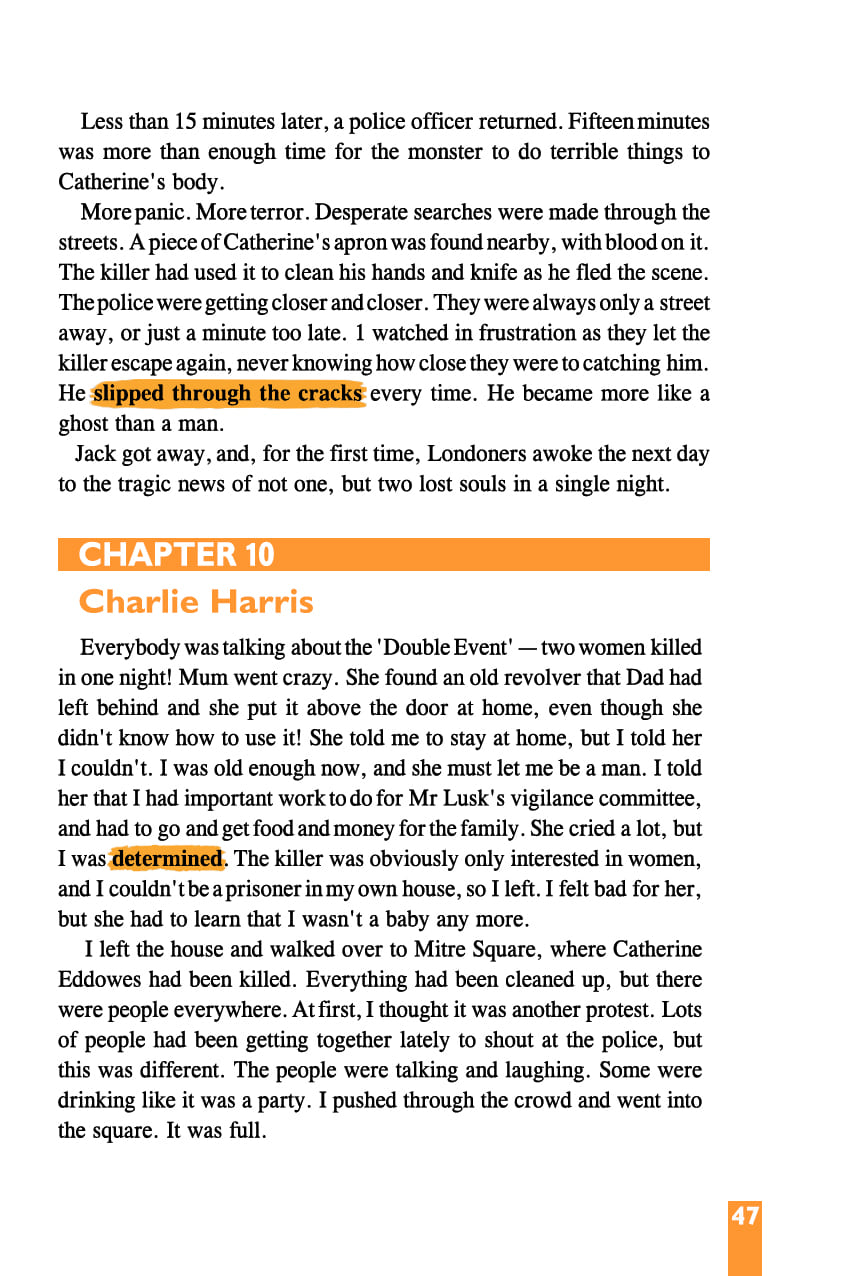 Less than 15 minutes later, a police officer returned. Fifteen minutes
was more than enough time for the monster to do terrible things to
Catherine's body.
More panic. More terror. Desperate searches were made through the
streets. A piece of Catherine's apron was found nearby, with blood on it.
The killer had used it to clean his hands and knife as he fled the scene.
The police were getting closer and closer. They were always only a street
away, or just a minute too late. 1 watched in frustration as they let the
killer escape again, never knowing how close they were to catching him.
He slipped through the cracks every time. He became more like a
ghost than a man.
Jack got away, and, for the first time, Londoners awoke the next day
to the tragic news of not one, but two lost souls in a single night.
CHAPTER 10
Charlie Harris
Everybody was talking about the 'Double Event' — two women killed
in one night! Mum went crazy. She found an old revolver that Dad had
left behind and she put it above the door at home, even though she
didn't know how to use it! She told me to stay at home, but I told her
I couldn't. I was old enough now, and she must let me be a man. I told
her that I had important work to do for Mr Lusk's vigilance committee,
and had to go and get food and money for the family. She cried a lot, but
I was determined. The killer was obviously only interested in women,
and I couldn't be a prisoner in my own house, so I left. I felt bad for her,
but she had to learn that I wasn't a baby any more.
I left the house and walked over to Mitre Square, where Catherine
Eddowes had been killed. Everything had been cleaned up, but there
were people everywhere. At first, I thought it was another protest. Lots
of people had been getting together lately to shout at the police, but
this was different. The people were talking and laughing. Some were
drinking like it was a party. I pushed through the crowd and went into
the square. It was full.
47